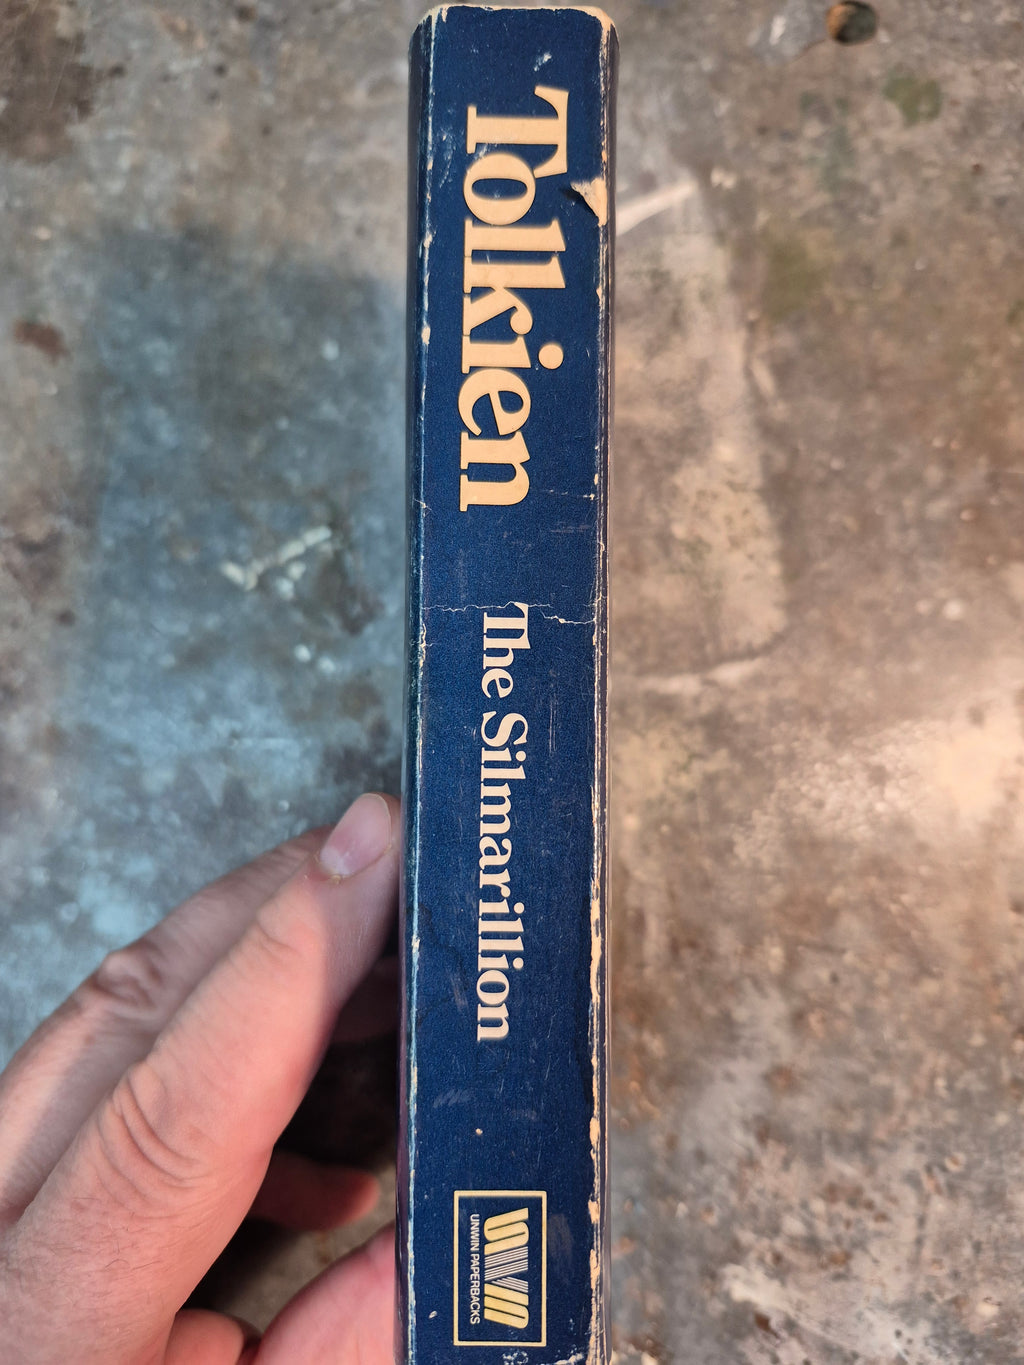 Tolkien
The Silmarillion
UNWIN PAPERBACKS